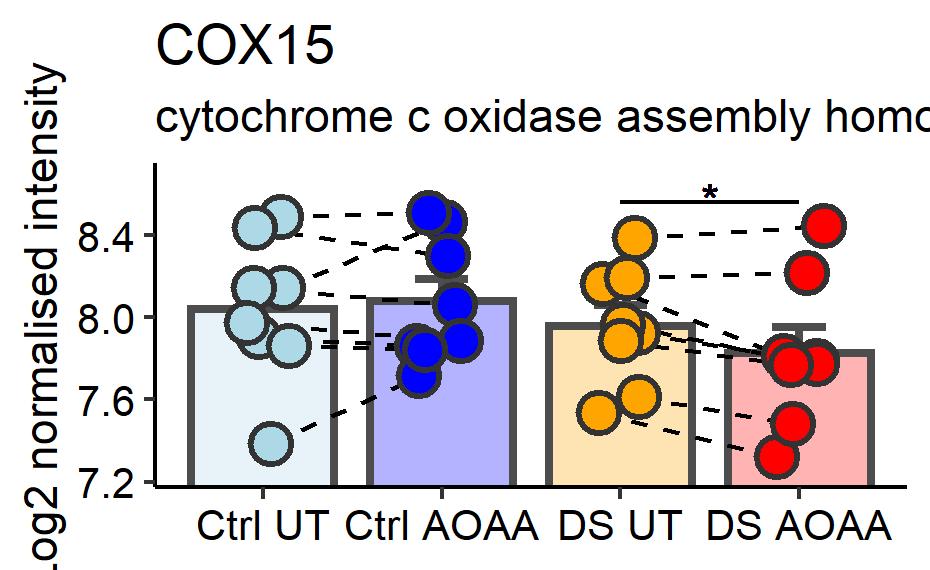 COX15
cytochrome c oxidase assembly homo
Log2 normalised intensity
*
8.4
8.0
7.6
7.2
Ctrl UT Ctrl AOAA DS UT DS AOAA